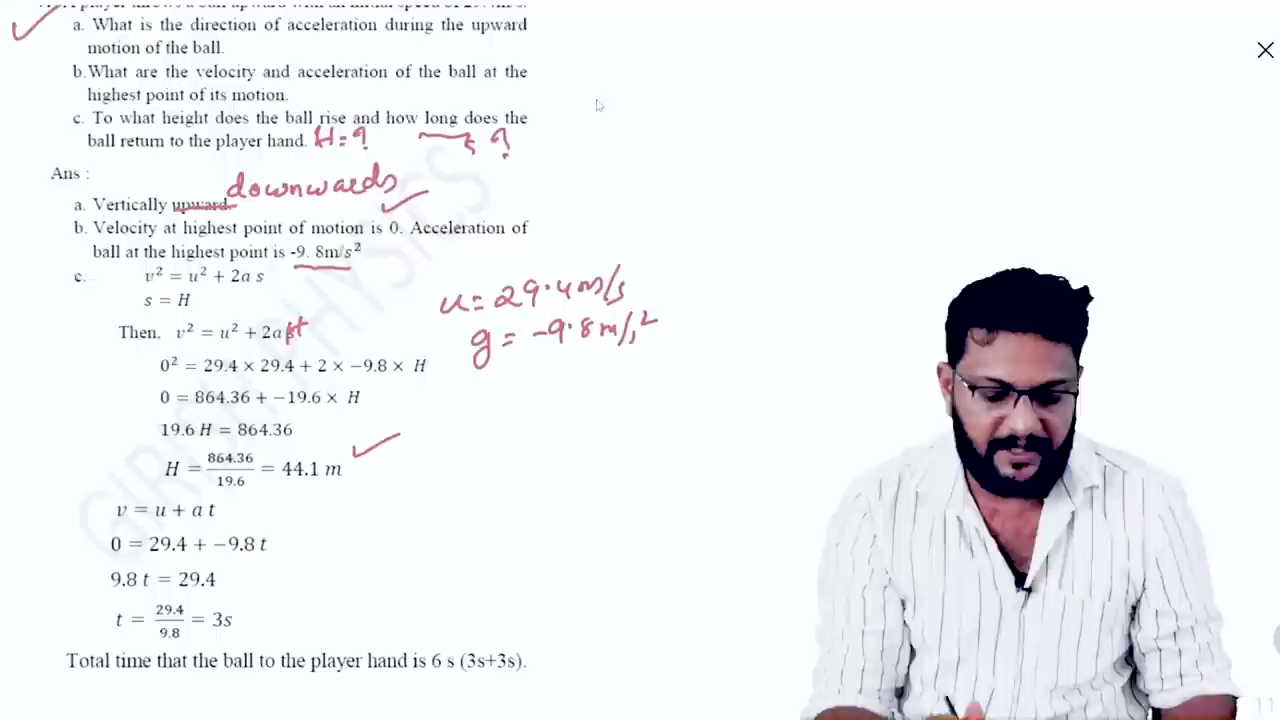 a. What is the direction of acceleration during the upward
motion of the ball.
b. What are the velocity and acceleration of the ball at the
highest point of its motion.
c. To what height does the ball rise and how long does the
ball return to the player hand. H = ? ?
Ans :
downwards
a. Vertically upward.
b. Velocity at highest point of motion is 0. Acceleration of
ball at the highest point is -9. 8m/s²
c. v² = u² + 2a s
s = H
u = 29.4 m/s
Then, v² = u² + 2a H
g = -9.8 m/s²
0² = 29.4 × 29.4 + 2 × −9.8 × H
0 = 864.36 + −19.6 × H
19.6 H = 864.36
H = 864.36/19.6 = 44.1 m
v = u + a t
0 = 29.4 + −9.8 t
9.8 t = 29.4
t = 29.4/9.8 = 3s
Total time that the ball to the player hand is 6 s (3s+3s).
GIRISH PHYSICS
11